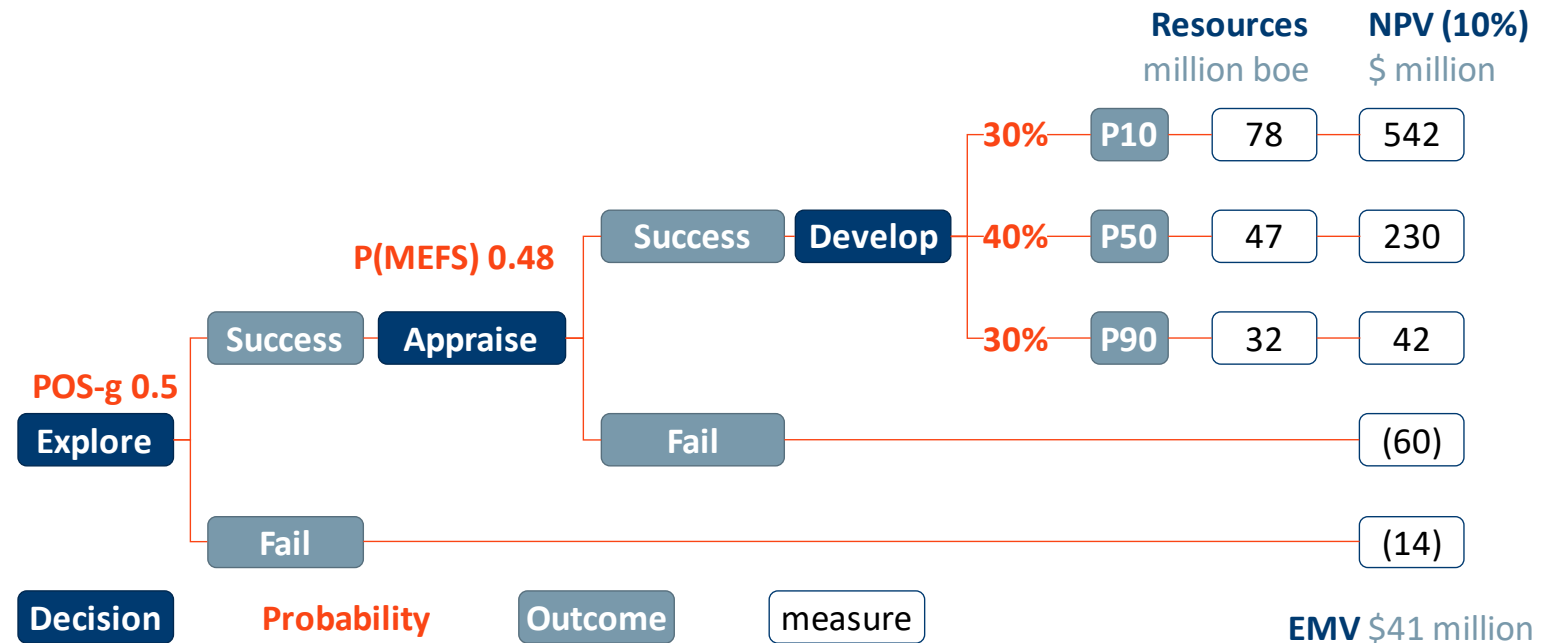 Resources NPV (10%)
million boe $ million
30% P10 78 542
Success Develop 40% P50 47 230
P(MEFS) 0.48
Success Appraise 30% P90 32 42
POS-g 0.5
Explore Fail (60)
Fail (14)
Decision Probability Outcome measure EMV $41 million